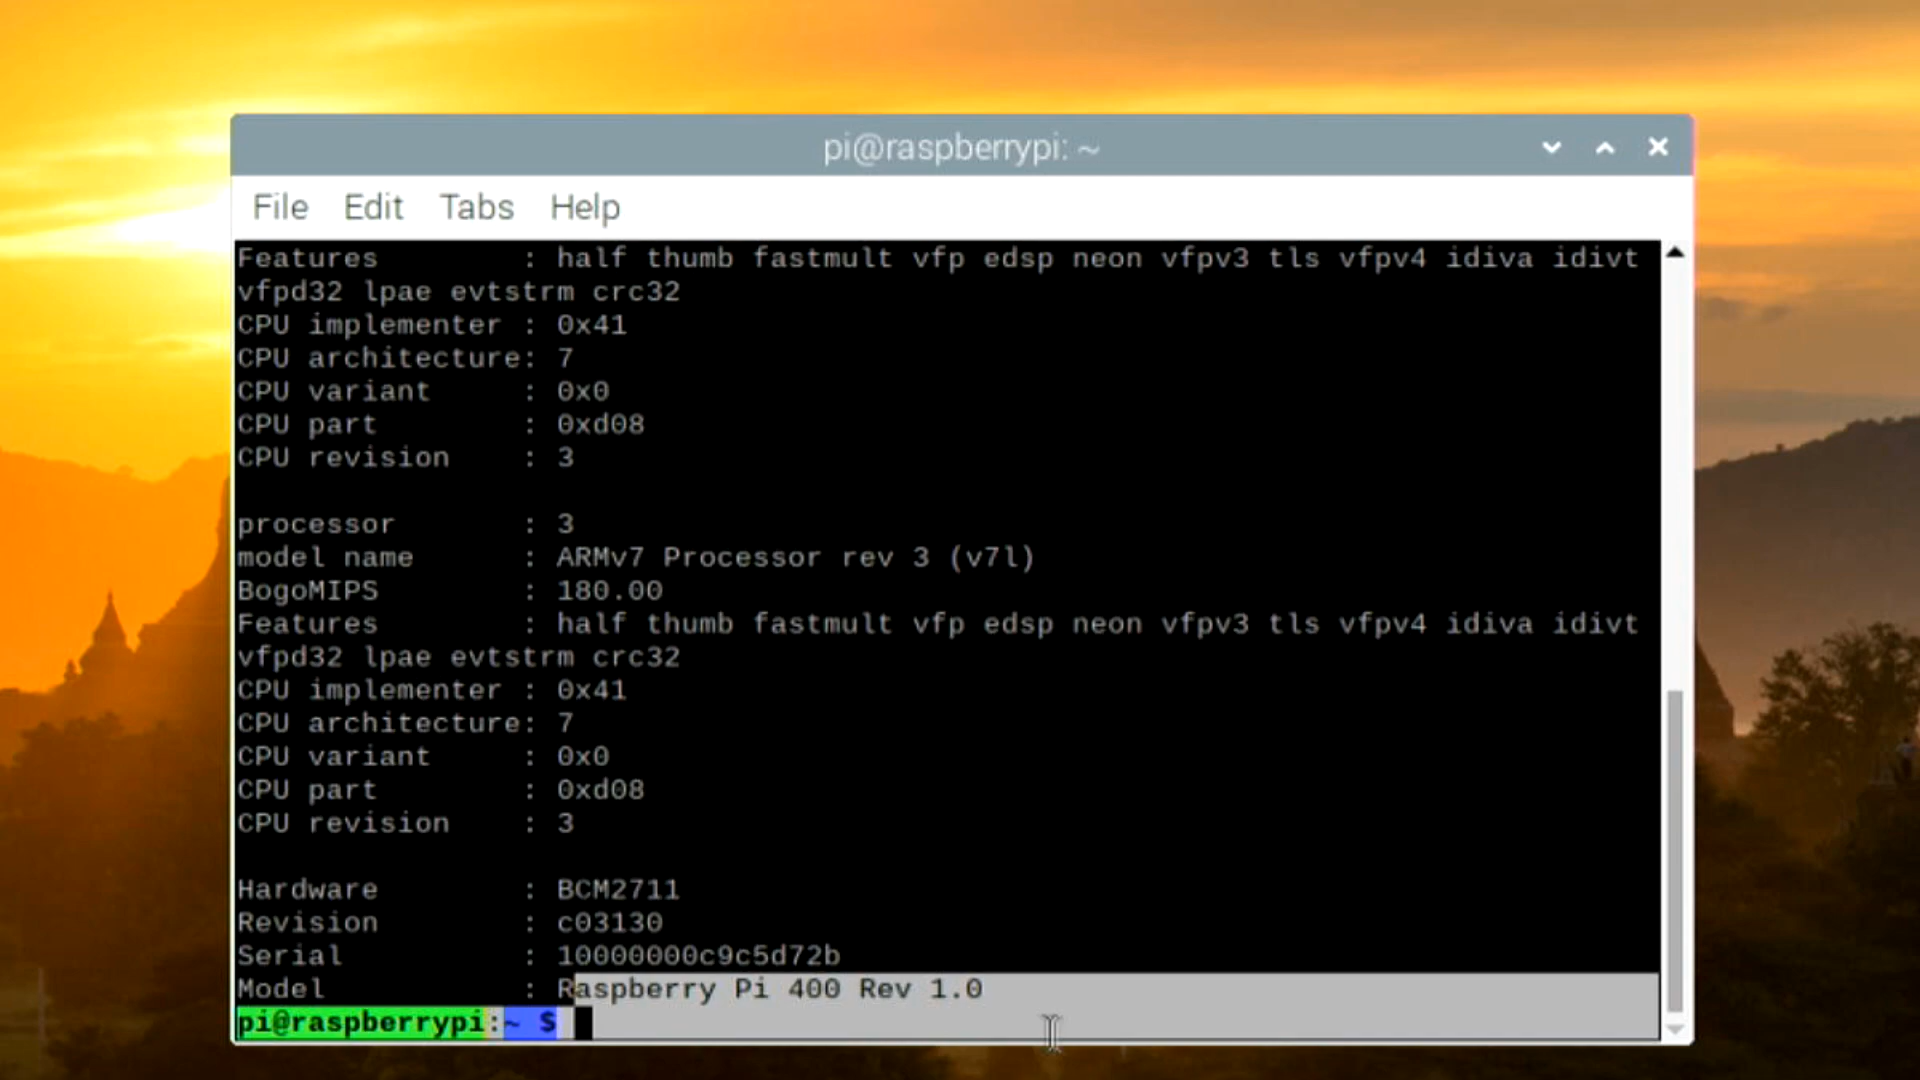 pi@raspberrypi: ~
File Edit Tabs Help
Features : half thumb fastmult vfp edsp neon vfpv3 tls vfpv4 idiva idivt
vfpd32 lpae evtstrm crc32
CPU implementer : 0x41
CPU architecture: 7
CPU variant : 0x0
CPU part : 0xd08
CPU revision : 3
processor : 3
model name : ARMv7 Processor rev 3 (v7l)
BogoMIPS : 180.00
Features : half thumb fastmult vfp edsp neon vfpv3 tls vfpv4 idiva idivt
vfpd32 lpae evtstrm crc32
CPU implementer : 0x41
CPU architecture: 7
CPU variant : 0x0
CPU part : 0xd08
CPU revision : 3
Hardware : BCM2711
Revision : c03130
Serial : 10000000c9c5d72b
Model : Raspberry Pi 400 Rev 1.0
pi@raspberrypi:~ $